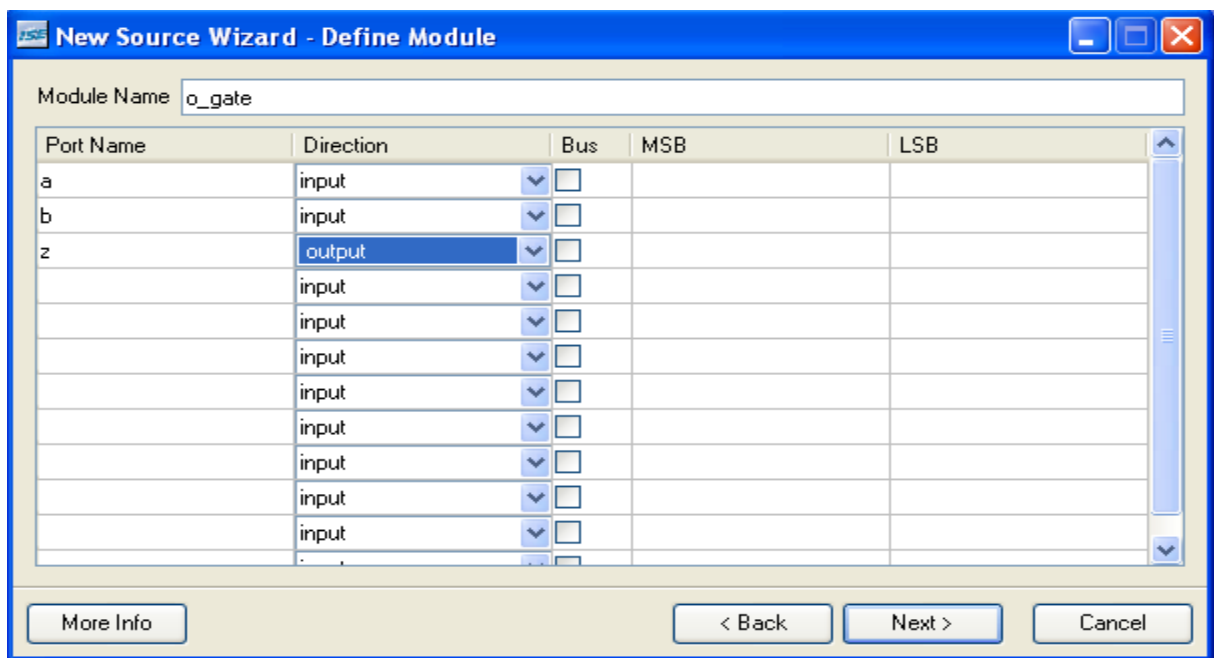 ISE New Source Wizard - Define Module
Module Name o_gate
Port Name Direction Bus MSB LSB
a input
b input
z output
input
input
input
input
input
input
input
input
More Info < Back Next > Cancel